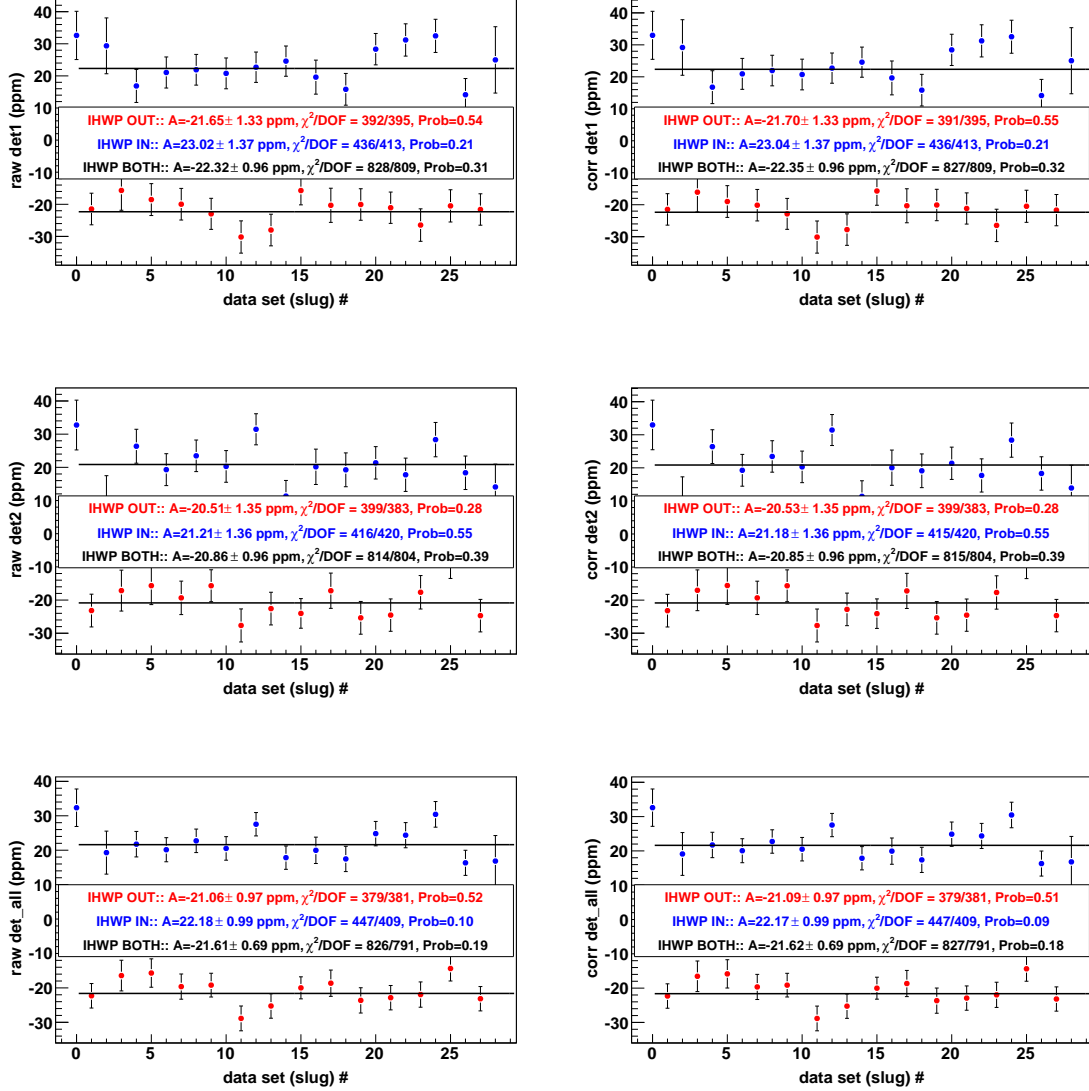 40
30
20
10
0
-10
-20
-30
raw det1 (ppm)
IHWP OUT:: A=-21.65± 1.33 ppm, χ²/DOF = 392/395, Prob=0.54
IHWP IN:: A=23.02± 1.37 ppm, χ²/DOF = 436/413, Prob=0.21
IHWP BOTH:: A=-22.32± 0.96 ppm, χ²/DOF = 828/809, Prob=0.31
0 5 10 15 20 25
data set (slug) #
40
30
20
10
0
-10
-20
-30
corr det1 (ppm)
IHWP OUT:: A=-21.70± 1.33 ppm, χ²/DOF = 391/395, Prob=0.55
IHWP IN:: A=23.04± 1.37 ppm, χ²/DOF = 436/413, Prob=0.21
IHWP BOTH:: A=-22.35± 0.96 ppm, χ²/DOF = 827/809, Prob=0.32
0 5 10 15 20 25
data set (slug) #
40
30
20
10
0
-10
-20
-30
raw det2 (ppm)
IHWP OUT:: A=-20.51± 1.35 ppm, χ²/DOF = 399/383, Prob=0.28
IHWP IN:: A=21.21± 1.36 ppm, χ²/DOF = 416/420, Prob=0.55
IHWP BOTH:: A=-20.86± 0.96 ppm, χ²/DOF = 814/804, Prob=0.39
0 5 10 15 20 25
data set (slug) #
40
30
20
10
0
-10
-20
-30
corr det2 (ppm)
IHWP OUT:: A=-20.53± 1.35 ppm, χ²/DOF = 399/383, Prob=0.28
IHWP IN:: A=21.18± 1.36 ppm, χ²/DOF = 415/420, Prob=0.55
IHWP BOTH:: A=-20.85± 0.96 ppm, χ²/DOF = 815/804, Prob=0.39
0 5 10 15 20 25
data set (slug) #
40
30
20
10
0
-10
-20
-30
raw det_all (ppm)
IHWP OUT:: A=-21.06± 0.97 ppm, χ²/DOF = 379/381, Prob=0.52
IHWP IN:: A=22.18± 0.99 ppm, χ²/DOF = 447/409, Prob=0.10
IHWP BOTH:: A=-21.61± 0.69 ppm, χ²/DOF = 826/791, Prob=0.19
0 5 10 15 20 25
data set (slug) #
40
30
20
10
0
-10
-20
-30
corr det_all (ppm)
IHWP OUT:: A=-21.09± 0.97 ppm, χ²/DOF = 379/381, Prob=0.51
IHWP IN:: A=22.17± 0.99 ppm, χ²/DOF = 447/409, Prob=0.09
IHWP BOTH:: A=-21.62± 0.69 ppm, χ²/DOF = 827/791, Prob=0.18
0 5 10 15 20 25
data set (slug) #